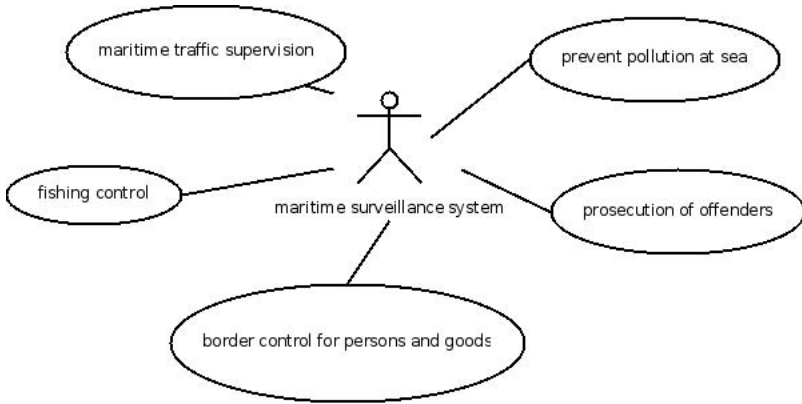 maritime traffic supervision
prevent pollution at sea
fishing control
maritime surveillance system
prosecution of offenders
border control for persons and goods